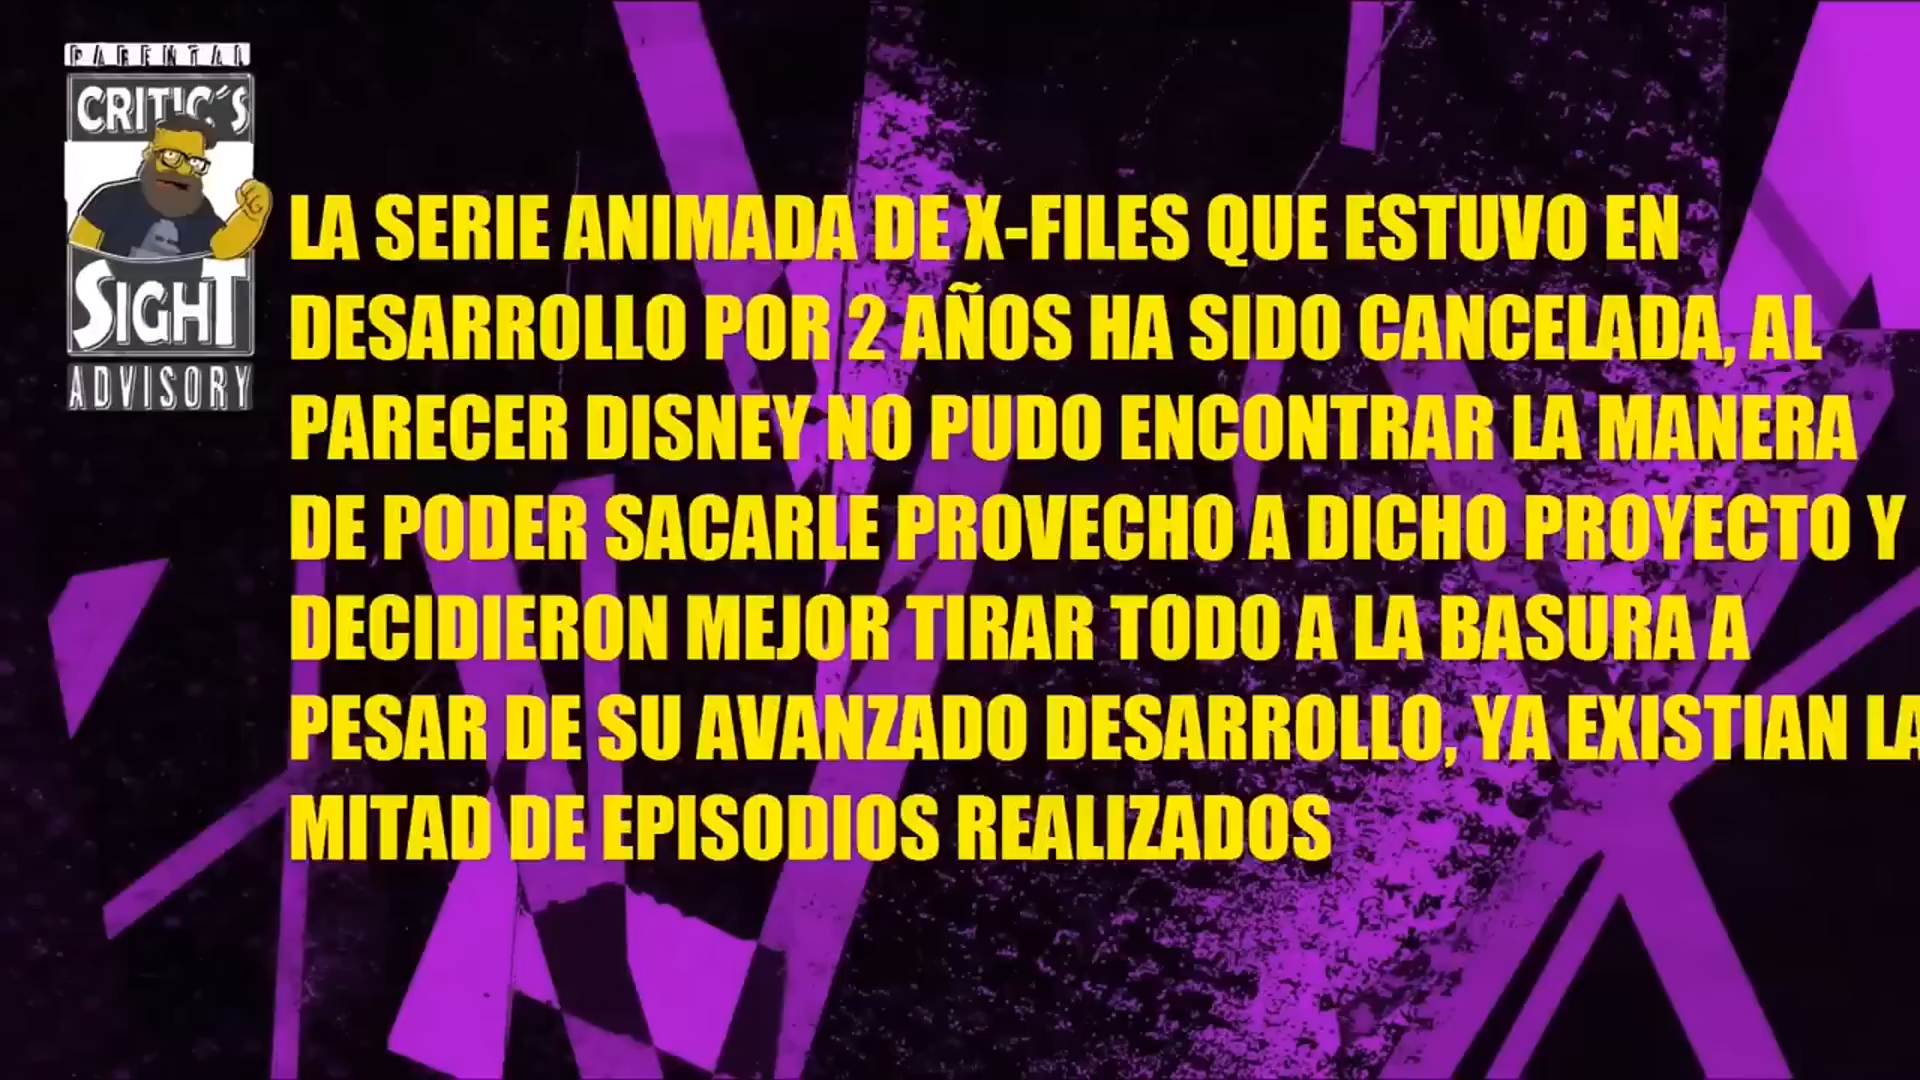 PARENTAL
CRITIC´S
SIGHT
ADVISORY
LA SERIE ANIMADA DE X-FILES QUE ESTUVO EN
DESARROLLO POR 2 AÑOS HA SIDO CANCELADA, AL
PARECER DISNEY NO PUDO ENCONTRAR LA MANERA
DE PODER SACARLE PROVECHO A DICHO PROYECTO Y
DECIDIERON MEJOR TIRAR TODO A LA BASURA A
PESAR DE SU AVANZADO DESARROLLO, YA EXISTIAN LA
MITAD DE EPISODIOS REALIZADOS